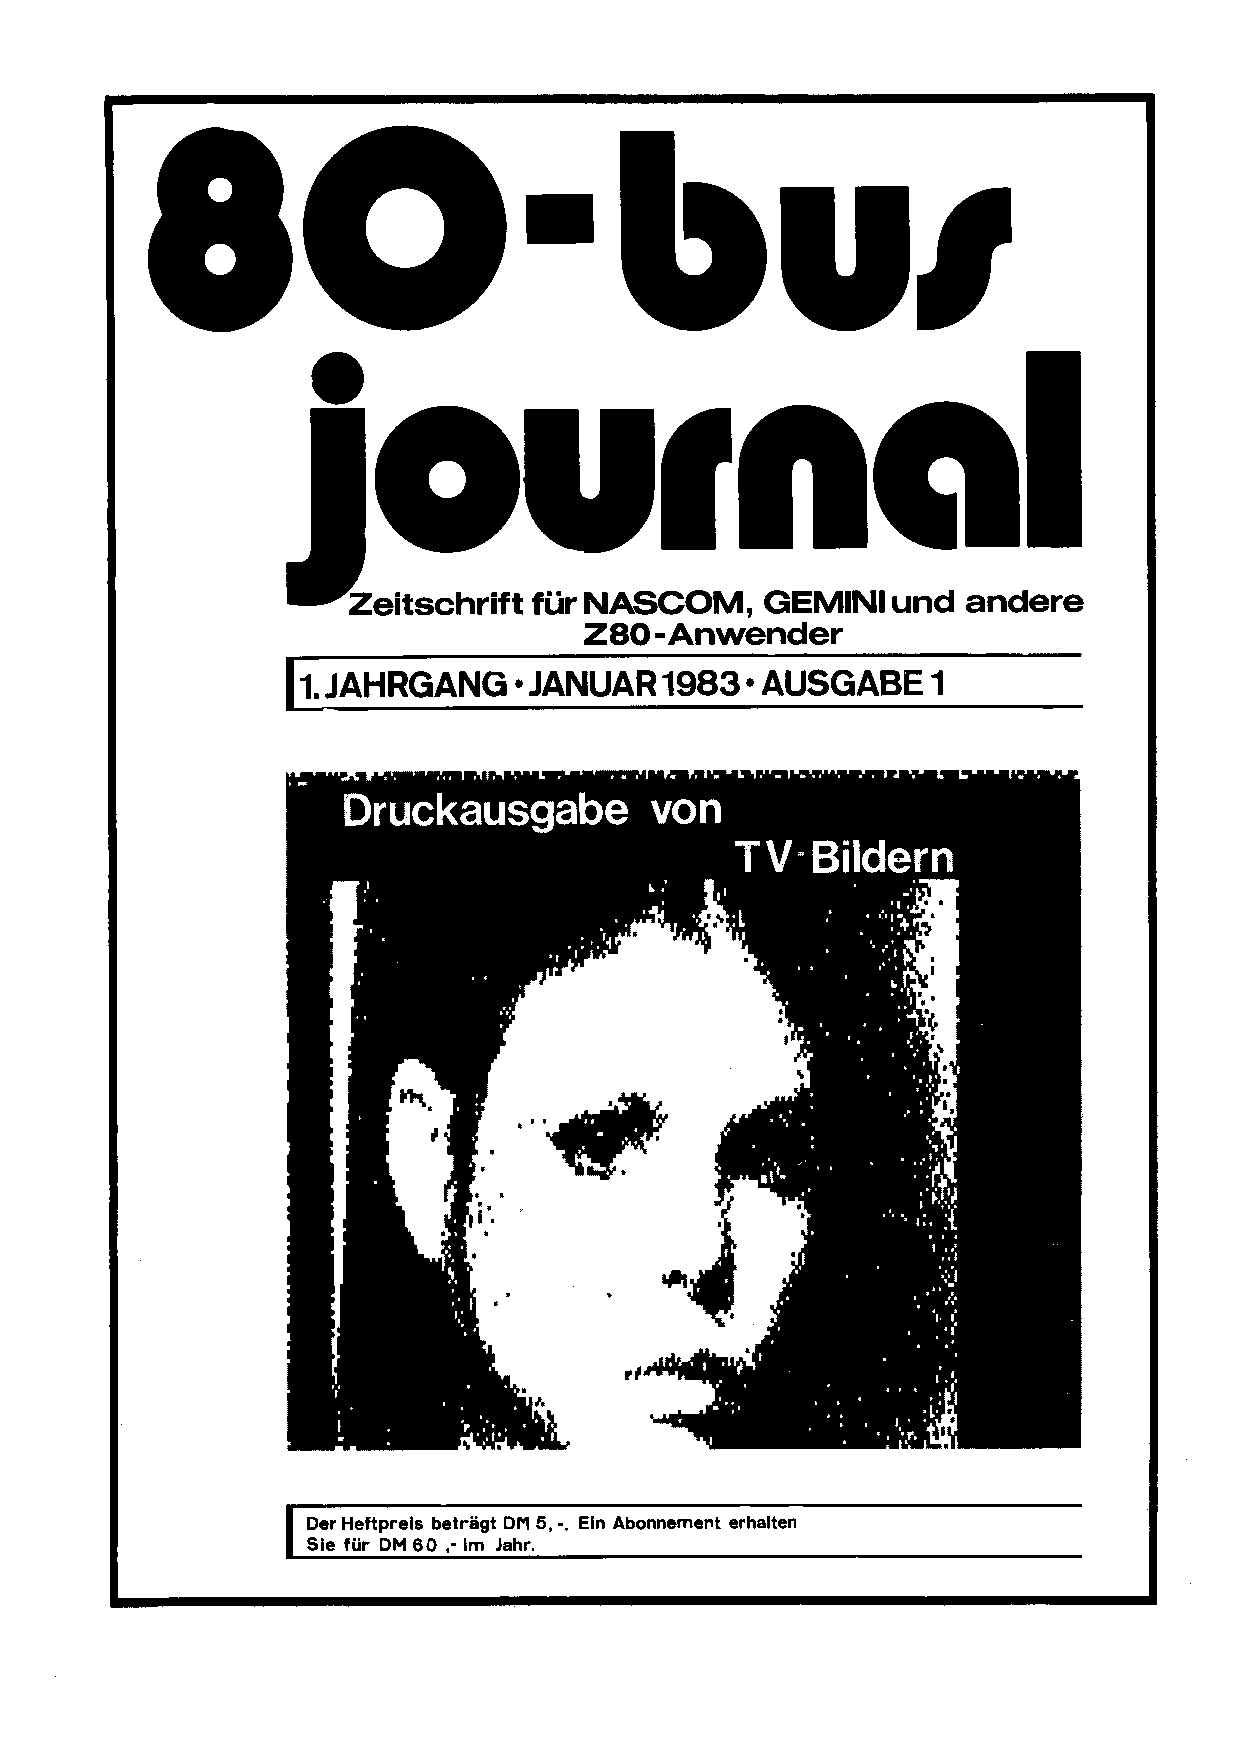 80-bus
journal
Zeitschrift für NASCOM, GEMINI und andere
Z80-Anwender
1. JAHRGANG • JANUAR 1983 • AUSGABE 1
Druckausgabe von
TV-Bildern
Der Heftpreis beträgt DM 5,-. Ein Abonnement erhalten
Sie für DM 60 ,- im Jahr.